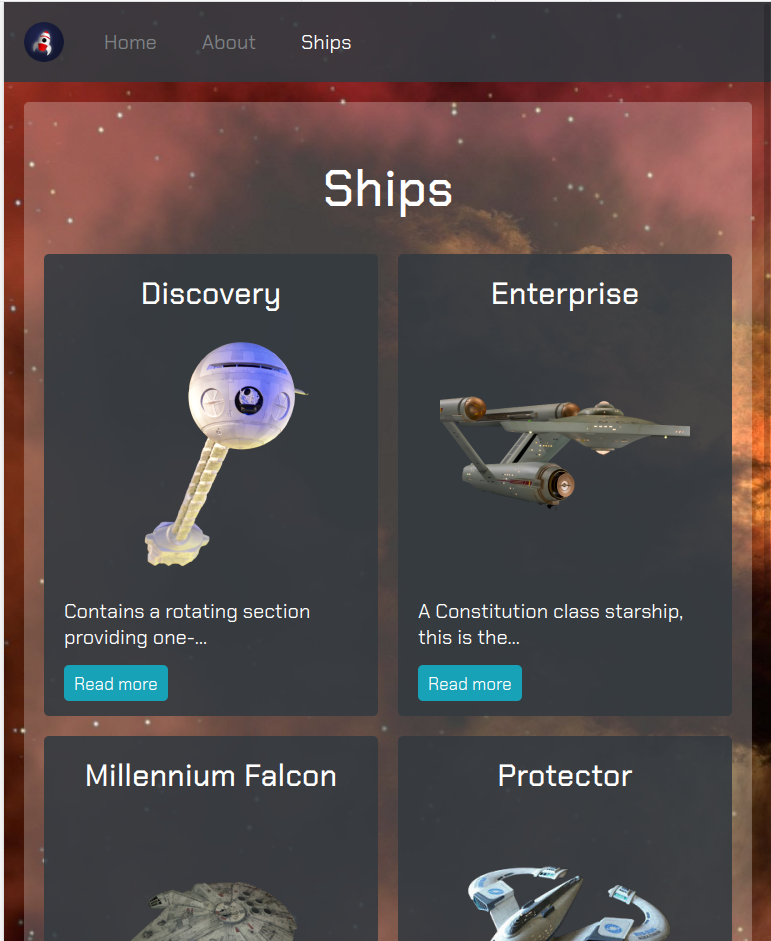 Home About Ships
Ships
Discovery
Contains a rotating section
providing one-...
Read more
Enterprise
A Constitution class starship,
this is the...
Read more
Millennium Falcon
Protector